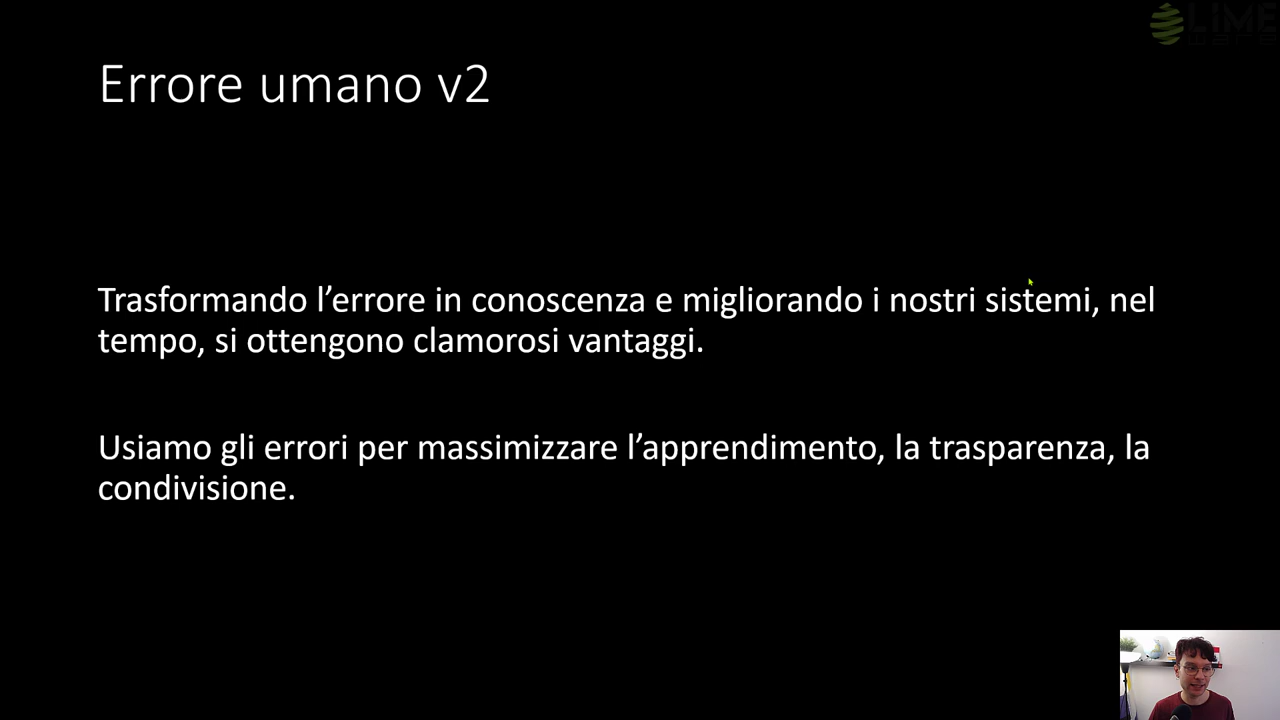 LiME
Errore umano v2
Trasformando l’errore in conoscenza e migliorando i nostri sistemi, nel
tempo, si ottengono clamorosi vantaggi.
Usiamo gli errori per massimizzare l’apprendimento, la trasparenza, la
condivisione.